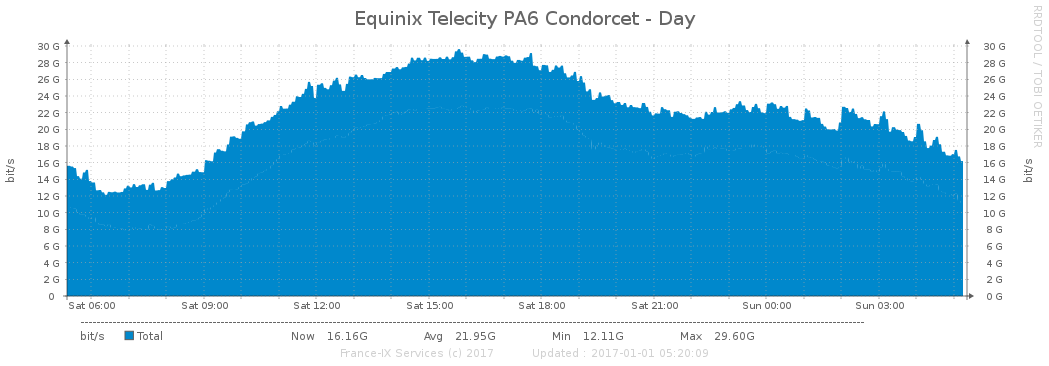 Equinix Telecity PA6 Condorcet - Day
RRDTOOL / TOBI OETIKER
bit/s
30 G 30 G
28 G 28 G
26 G 26 G
24 G 24 G
22 G 22 G
20 G 20 G
18 G 18 G
16 G 16 G
14 G 14 G
12 G 12 G
10 G 10 G
8 G 8 G
6 G 6 G
4 G 4 G
2 G 2 G
0 0 G
bit/s
Sat 06:00 Sat 09:00 Sat 12:00 Sat 15:00 Sat 18:00 Sat 21:00 Sun 00:00 Sun 03:00
bit/s Total Now 16.16G Avg 21.95G Min 12.11G Max 29.60G
France-IX Services (c) 2017 Updated : 2017-01-01 05:20:09